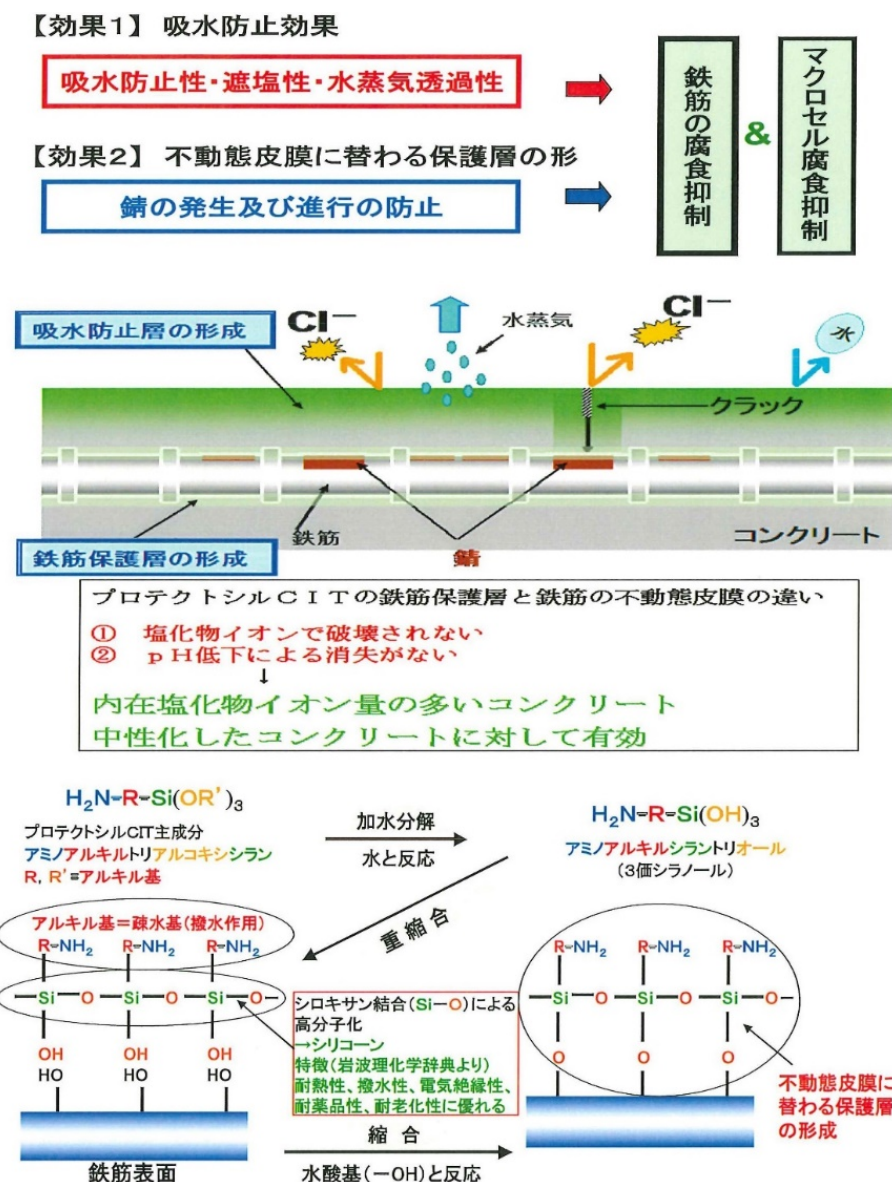 【効果1】 吸水防止効果
吸水防止性・遮塩性・水蒸気透過性
【効果2】 不動態皮膜に替わる保護層の形
錆の発生及び進行の防止
鉄筋の腐食抑制
&
マクロセル腐食抑制
吸水防止層の形成
Cl－
水蒸気
Cl－
水
クラック
鉄筋
錆
コンクリート
鉄筋保護層の形成
プロテクトシルCITの鉄筋保護層と鉄筋の不動態皮膜の違い
① 塩化物イオンで破壊されない
② pH低下による消失がない
↓
内在塩化物イオン量の多いコンクリート
中性化したコンクリートに対して有効
H₂N-R-Si(OR')₃
プロテクトシルCIT主成分
アミノアルキルトリアルコキシシラン
R, R'=アルキル基
加水分解
水と反応
H₂N-R-Si(OH)₃
アミノアルキルシラントリオール
(3価シラノール)
重縮合
アルキル基=疎水基(撥水作用)
R-NH₂ R-NH₂ R-NH₂
—Si—O—Si—O—Si—O—
OH OH OH
HO HO HO
鉄筋表面
シロキサン結合(Si－O)による
高分子化
→シリコーン
特徴(岩波理化学辞典より)
耐熱性、撥水性、電気絶縁性、
耐薬品性、耐老化性に優れる
縮 合
水酸基(－OH)と反応
R-NH₂ R-NH₂ R-NH₂
—Si—O—Si—O—Si—O—
O O O
不動態皮膜に
替わる保護層
の形成